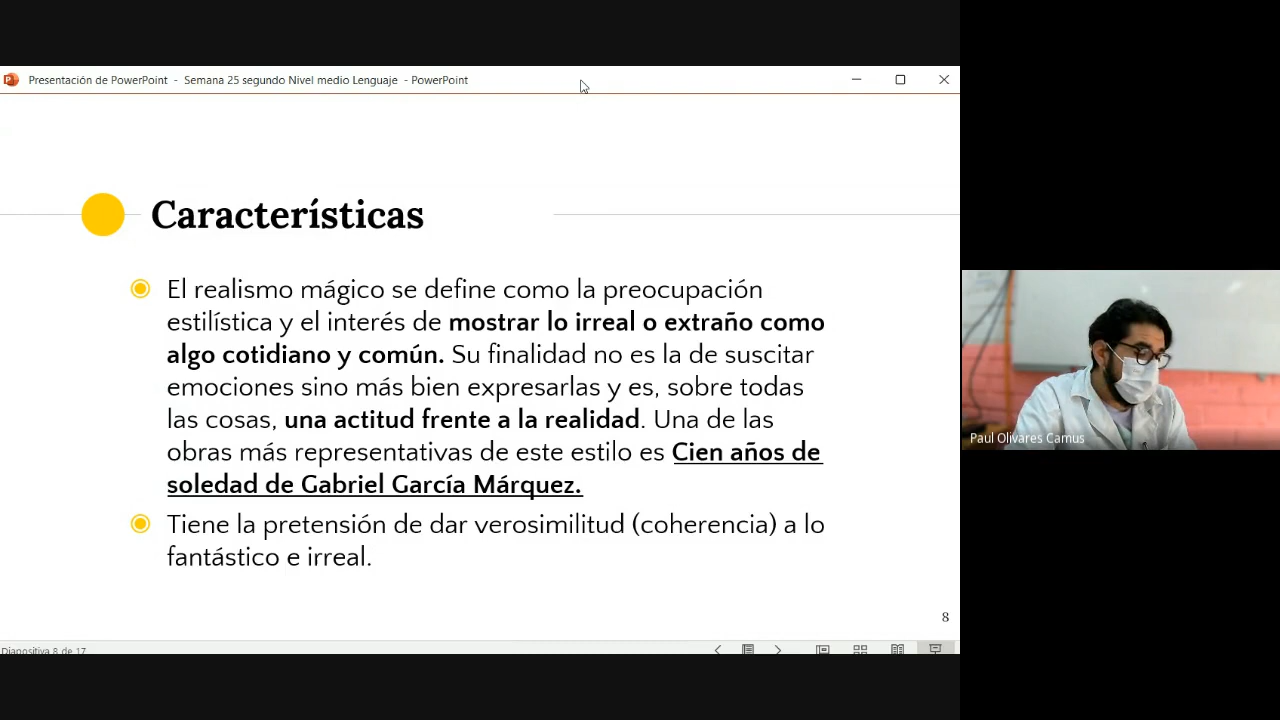 Presentación de PowerPoint - Semana 25 segundo Nivel medio Lenguaje - PowerPoint
Características
El realismo mágico se define como la preocupación
estilística y el interés de mostrar lo irreal o extraño como
algo cotidiano y común. Su finalidad no es la de suscitar
emociones sino más bien expresarlas y es, sobre todas
las cosas, una actitud frente a la realidad. Una de las
obras más representativas de este estilo es Cien años de
soledad de Gabriel García Márquez.
Tiene la pretensión de dar verosimilitud (coherencia) a lo
fantástico e irreal.
8
Diapositiva 8 de 17
Paul Olivares Camus